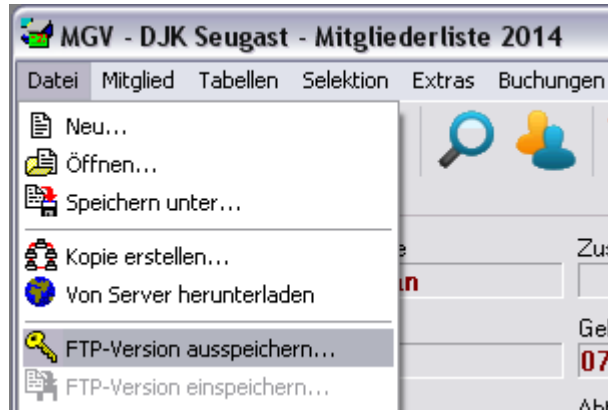 MGV - DJK Seugast - Mitgliederliste 2014
Datei Mitglied Tabellen Selektion Extras Buchungen
Neu...
Öffnen...
Speichern unter...
Kopie erstellen...
Von Server herunterladen
FTP-Version ausspeichern...
FTP-Version einspeichern...
07